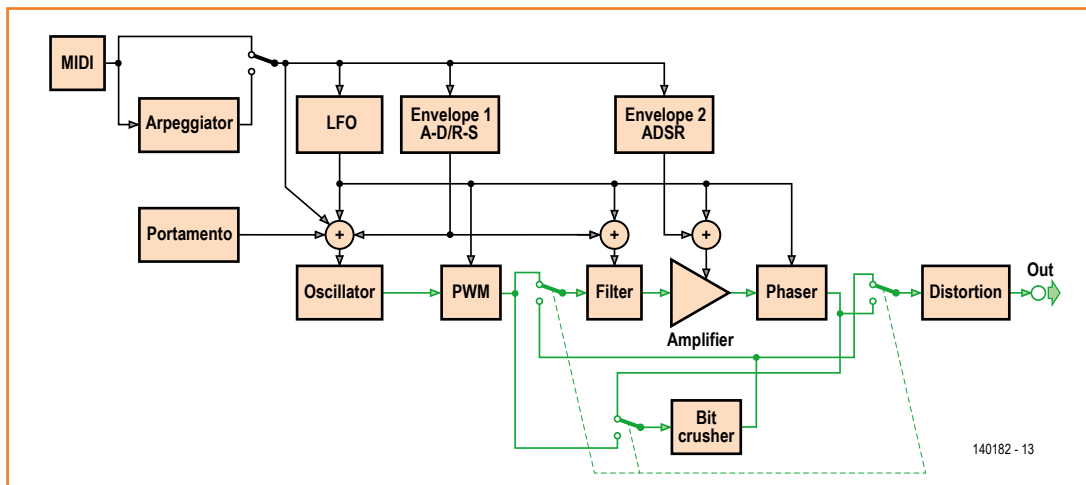 MIDI
Arpeggiator
LFO
Envelope 1
A-D/R-S
Envelope 2
ADSR
Portamento
+
+
+
Oscillator
PWM
Filter
Amplifier
Phaser
Distortion
Out
Bit
crusher
140182 - 13